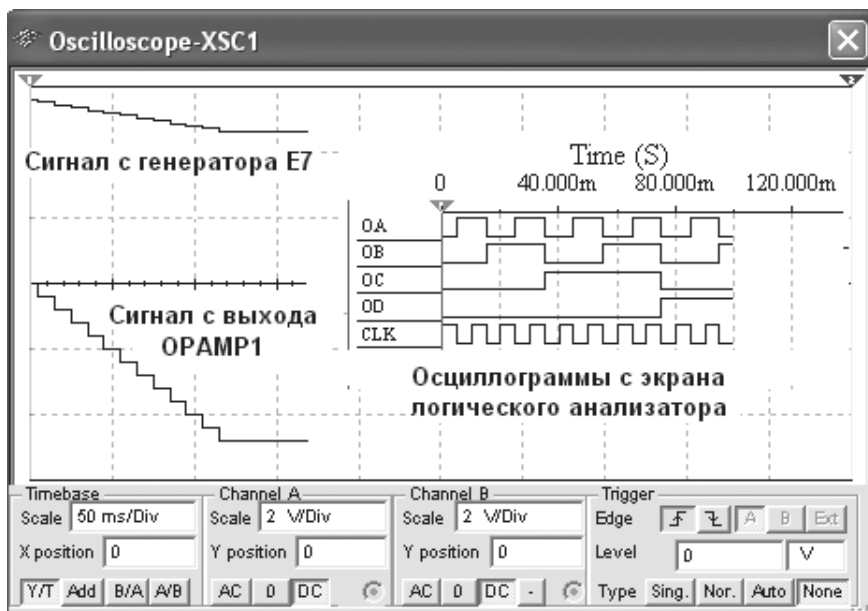 Oscilloscope-XSC1
1
2
Сигнал с генератора E7
Time (S)
0 40.000m 80.000m 120.000m
OA
OB
OC
OD
CLK
Сигнал с выхода
OPAMP1
Осциллограммы с экрана
логического анализатора
Timebase
Scale 50 ms/Div
X position 0
Y/T Add B/A A/B
Channel A
Scale 2 V/Div
Y position 0
AC 0 DC
Channel B
Scale 2 V/Div
Y position 0
AC 0 DC -
Trigger
Edge A B Ext
Level 0 V
Type Sing. Nor. Auto None